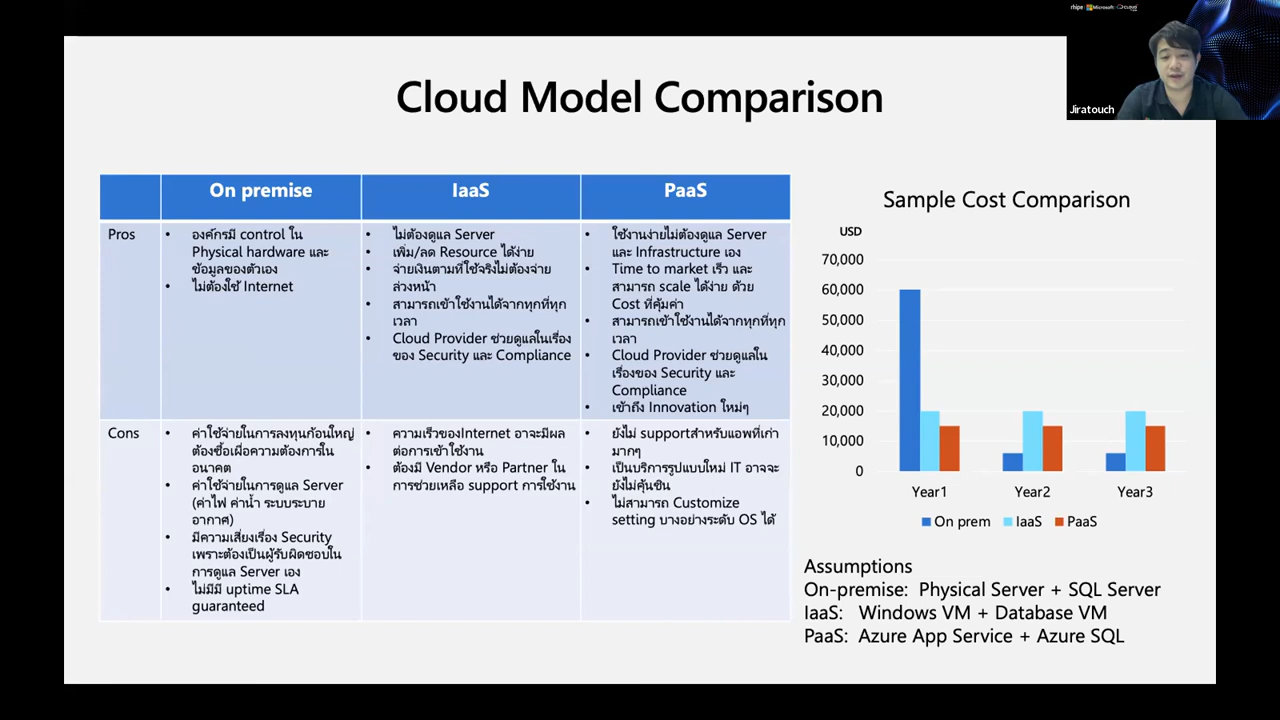 rhipe Microsoft CLOUD
Jiratouch
Cloud Model Comparison
On premise IaaS PaaS
Pros
• องค์กรมี control ใน
Physical hardware และ
ข้อมูลของตัวเอง
• ไม่ต้องใช้ Internet
• ไม่ต้องดูแล Server
• เพิ่ม/ลด Resource ได้ง่าย
• จ่ายเงินตามที่ใช้จริงไม่ต้องจ่าย
ล่วงหน้า
• สามารถเข้าใช้งานได้จากทุกที่ทุก
เวลา
• Cloud Provider ช่วยดูแลในเรื่อง
ของ Security และ Compliance
• ใช้งานง่ายไม่ต้องดูแล Server
และ Infrastructure เอง
• Time to market เร็ว และ
สามารถ scale ได้ง่าย ด้วย
Cost ที่คุ้มค่า
• สามารถเข้าใช้งานได้จากทุกที่ทุก
เวลา
• Cloud Provider ช่วยดูแลใน
เรื่องของ Security และ
Compliance
• เข้าถึง Innovation ใหม่ๆ
Cons
• ค่าใช้จ่ายในการลงทุนก้อนใหญ่
ต้องซื้อเผื่อความต้องการใน
อนาคต
• ค่าใช้จ่ายในการดูแล Server
(ค่าไฟ ค่าน้ำ ระบบระบาย
อากาศ)
• มีความเสี่ยงเรื่อง Security
เพราะต้องเป็นผู้รับผิดชอบใน
การดูแล Server เอง
• ไม่มีมี uptime SLA
guaranteed
• ความเร็วของInternet อาจะมีผล
ต่อการเข้าใช้งาน
• ต้องมี Vendor หรือ Partner ใน
การช่วยเหลือ support การใช้งาน
• ยังไม่ supportสำหรับแอพที่เก่า
มากๆ
• เป็นบริการรูปแบบใหม่ IT อาจจะ
ยังไม่คุ้นชิน
• ไม่สามารถ Customize
setting บางอย่างระดับ OS ได้
Sample Cost Comparison
USD
70,000
60,000
50,000
40,000
30,000
20,000
10,000
0
Year1 Year2 Year3
On prem IaaS PaaS
Assumptions
On-premise: Physical Server + SQL Server
IaaS: Windows VM + Database VM
PaaS: Azure App Service + Azure SQL